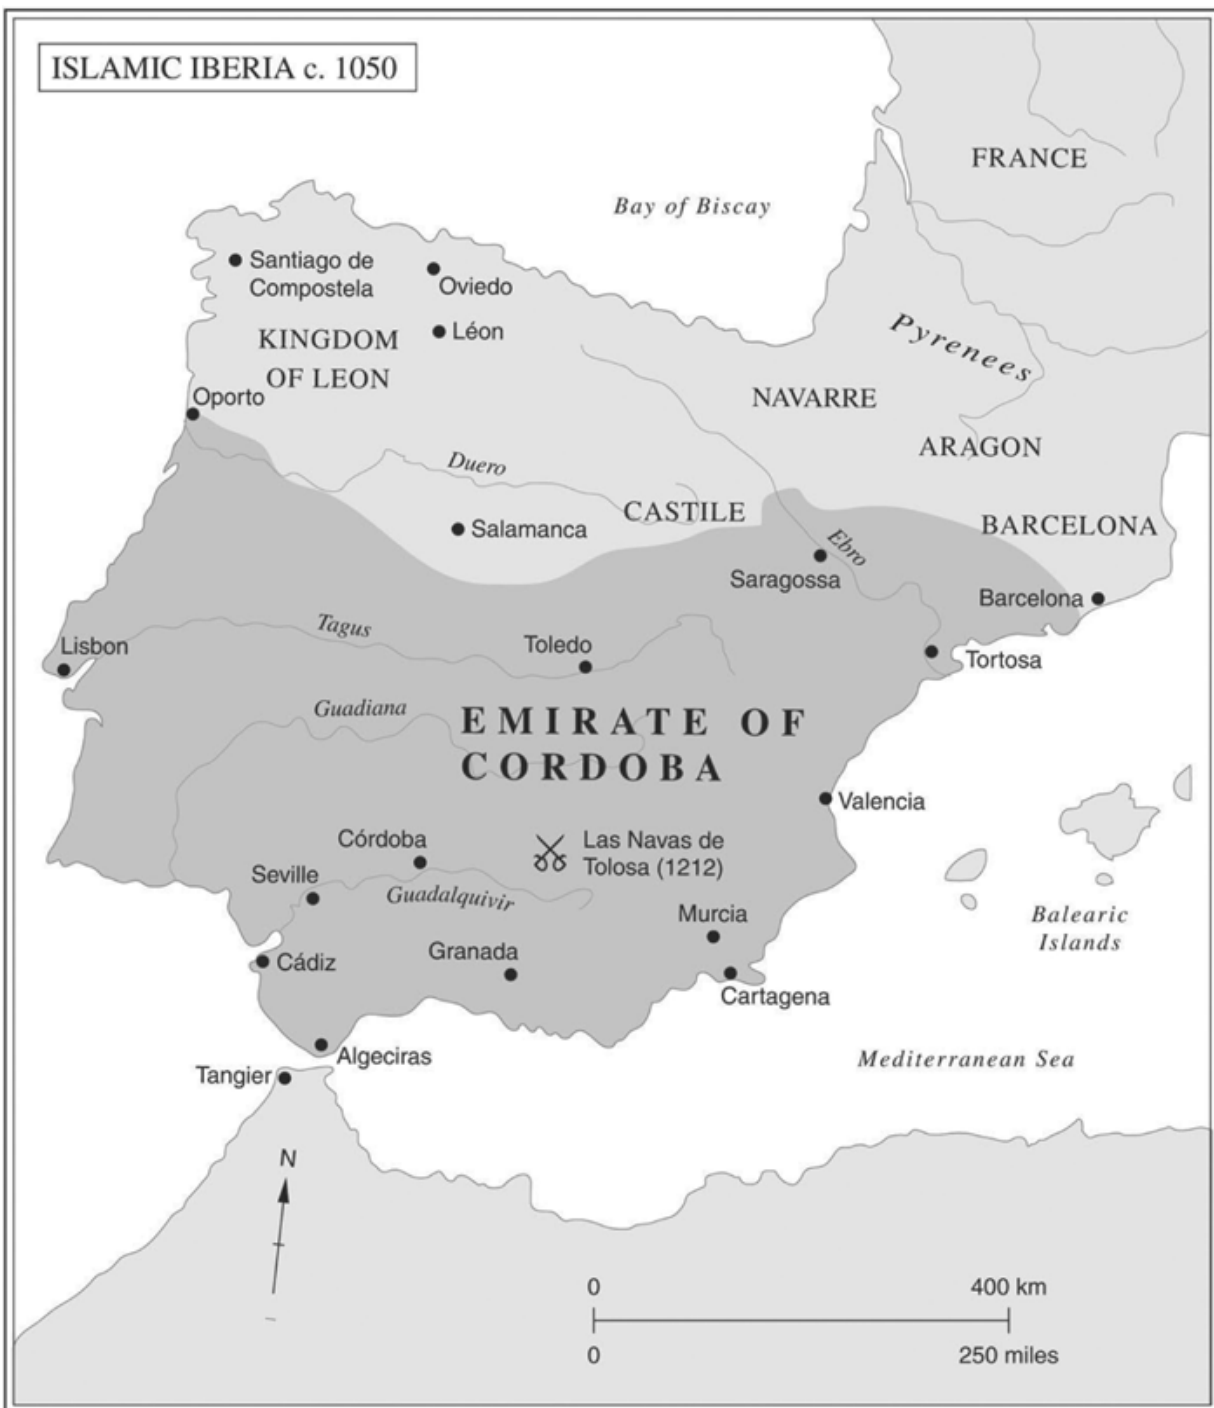 ISLAMIC IBERIA c. 1050
FRANCE
Bay of Biscay
Santiago de
Compostela
Oviedo
Léon
KINGDOM
OF LEON
Pyrenees
Oporto
NAVARRE
ARAGON
Duero
CASTILE
BARCELONA
Salamanca
Ebro
Saragossa
Barcelona
Tagus
Lisbon
Toledo
Tortosa
Guadiana
EMIRATE OF
CORDOBA
Valencia
Córdoba
Las Navas de
Tolosa (1212)
Seville
Guadalquivir
Murcia
Balearic
Islands
Granada
Cádiz
Cartagena
Algeciras
Mediterranean Sea
Tangier
N
0 400 km
0 250 miles